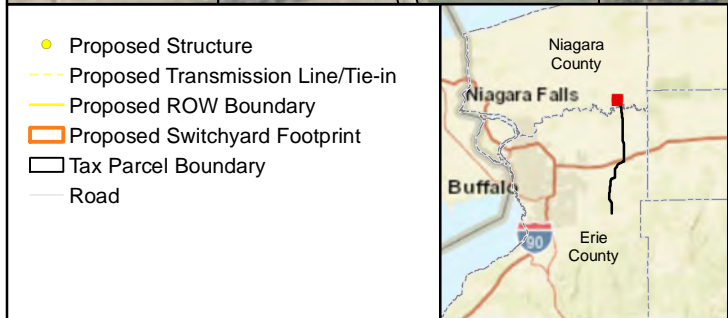 Proposed Structure
Proposed Transmission Line/Tie-in
Proposed ROW Boundary
Proposed Switchyard Footprint
Tax Parcel Boundary
Road
Niagara
County
Niagara Falls
Buffalo
90
Erie
County